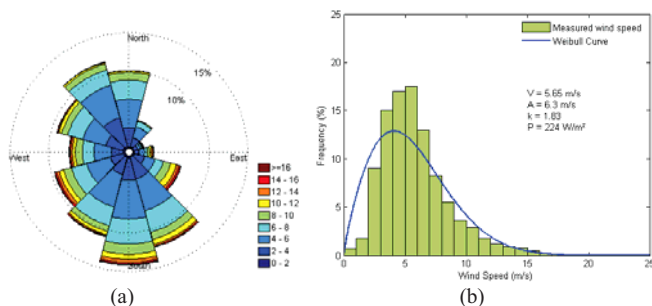 North
15%
10%
West
East
South
>=16
14 - 16
12 - 14
10 - 12
8 - 10
6 - 8
4 - 6
2 - 4
0 - 2
(a)
Measured wind speed
Weibull Curve
V = 5.65 m/s
A = 6.3 m/s
k = 1.83
P = 224 W/m²
Frequency (%)
20
15
10
5
0
0 5 10 15 20 25
Wind Speed (m/s)
(b)